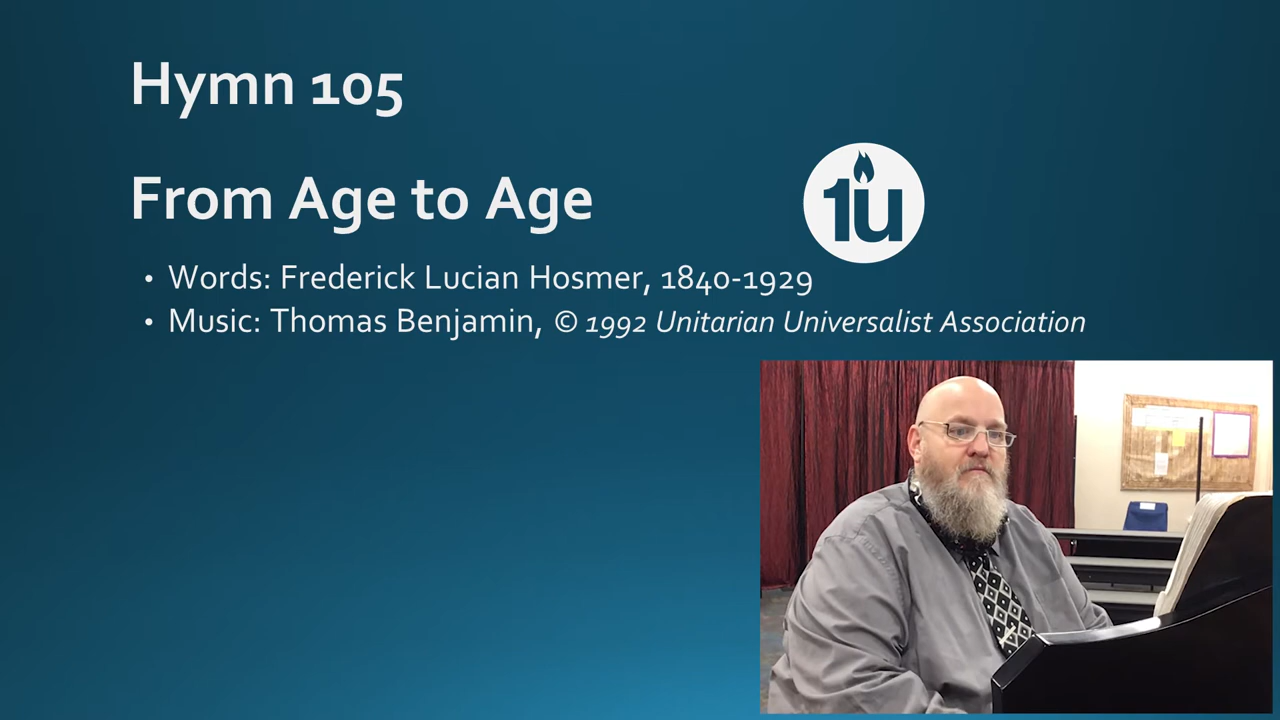 Hymn 105
From Age to Age
1u
• Words: Frederick Lucian Hosmer, 1840-1929
• Music: Thomas Benjamin, © 1992 Unitarian Universalist Association